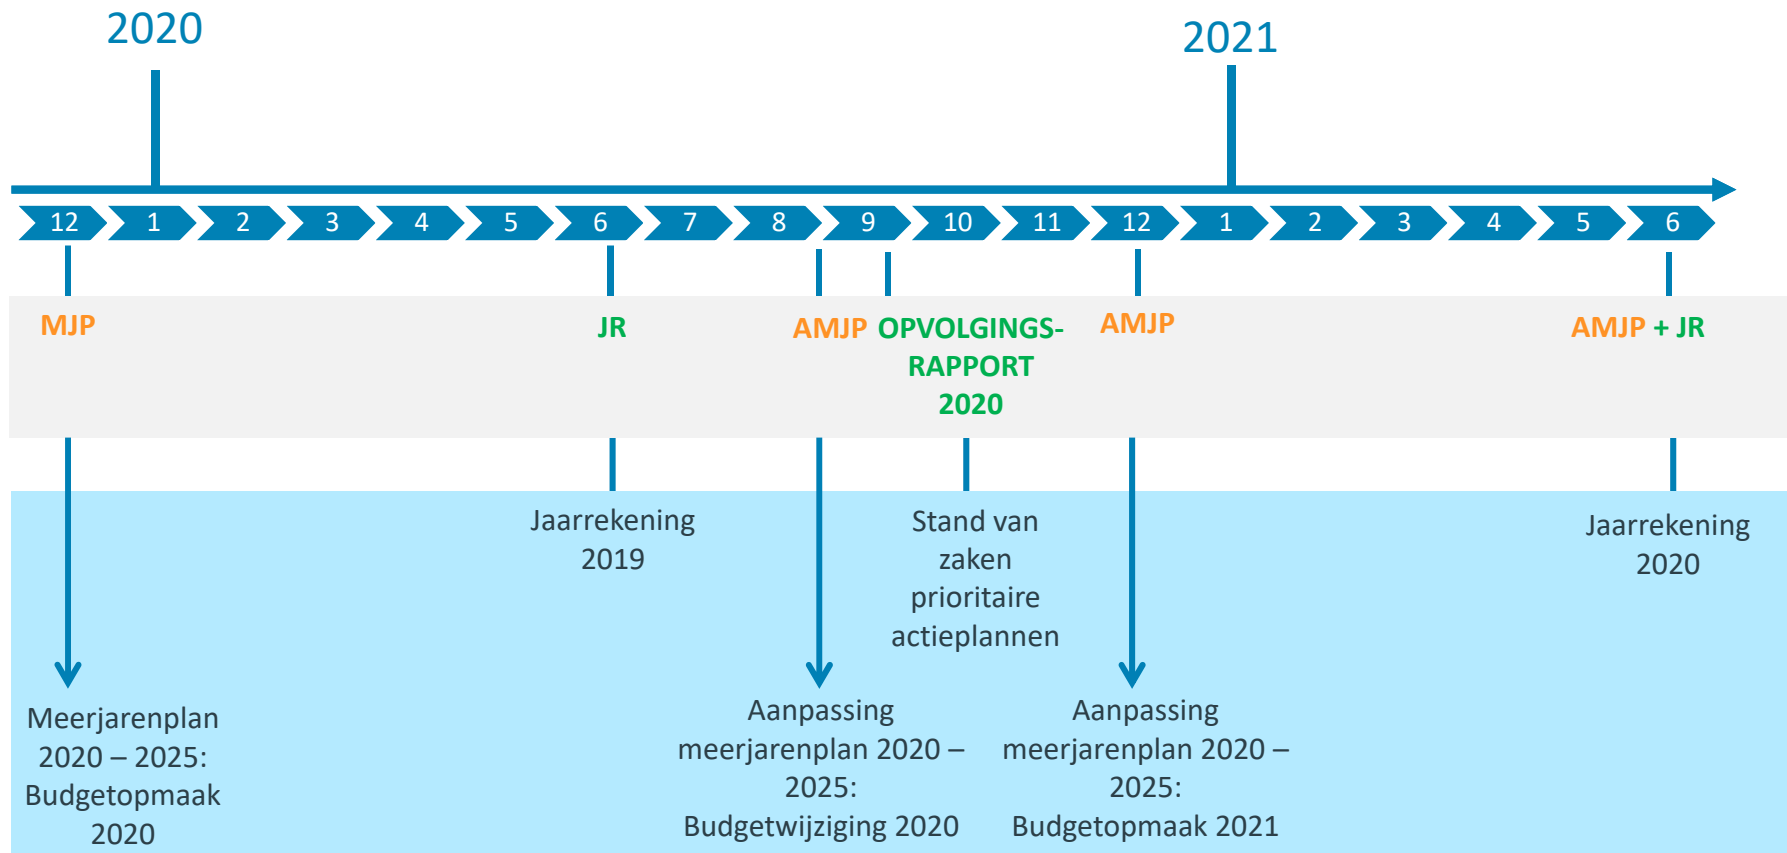 2020
2021
12 1 2 3 4 5 6 7 8 9 10 11 12 1 2 3 4 5 6
MJP
JR
AMJP
OPVOLGINGS-
RAPPORT
2020
AMJP
AMJP + JR
Jaarrekening
2019
Stand van
zaken
prioritaire
actieplannen
Jaarrekening
2020
Meerjarenplan
2020 – 2025:
Budgetopmaak
2020
Aanpassing
meerjarenplan 2020 –
2025:
Budgetwijziging 2020
Aanpassing
meerjarenplan 2020 –
2025:
Budgetopmaak 2021